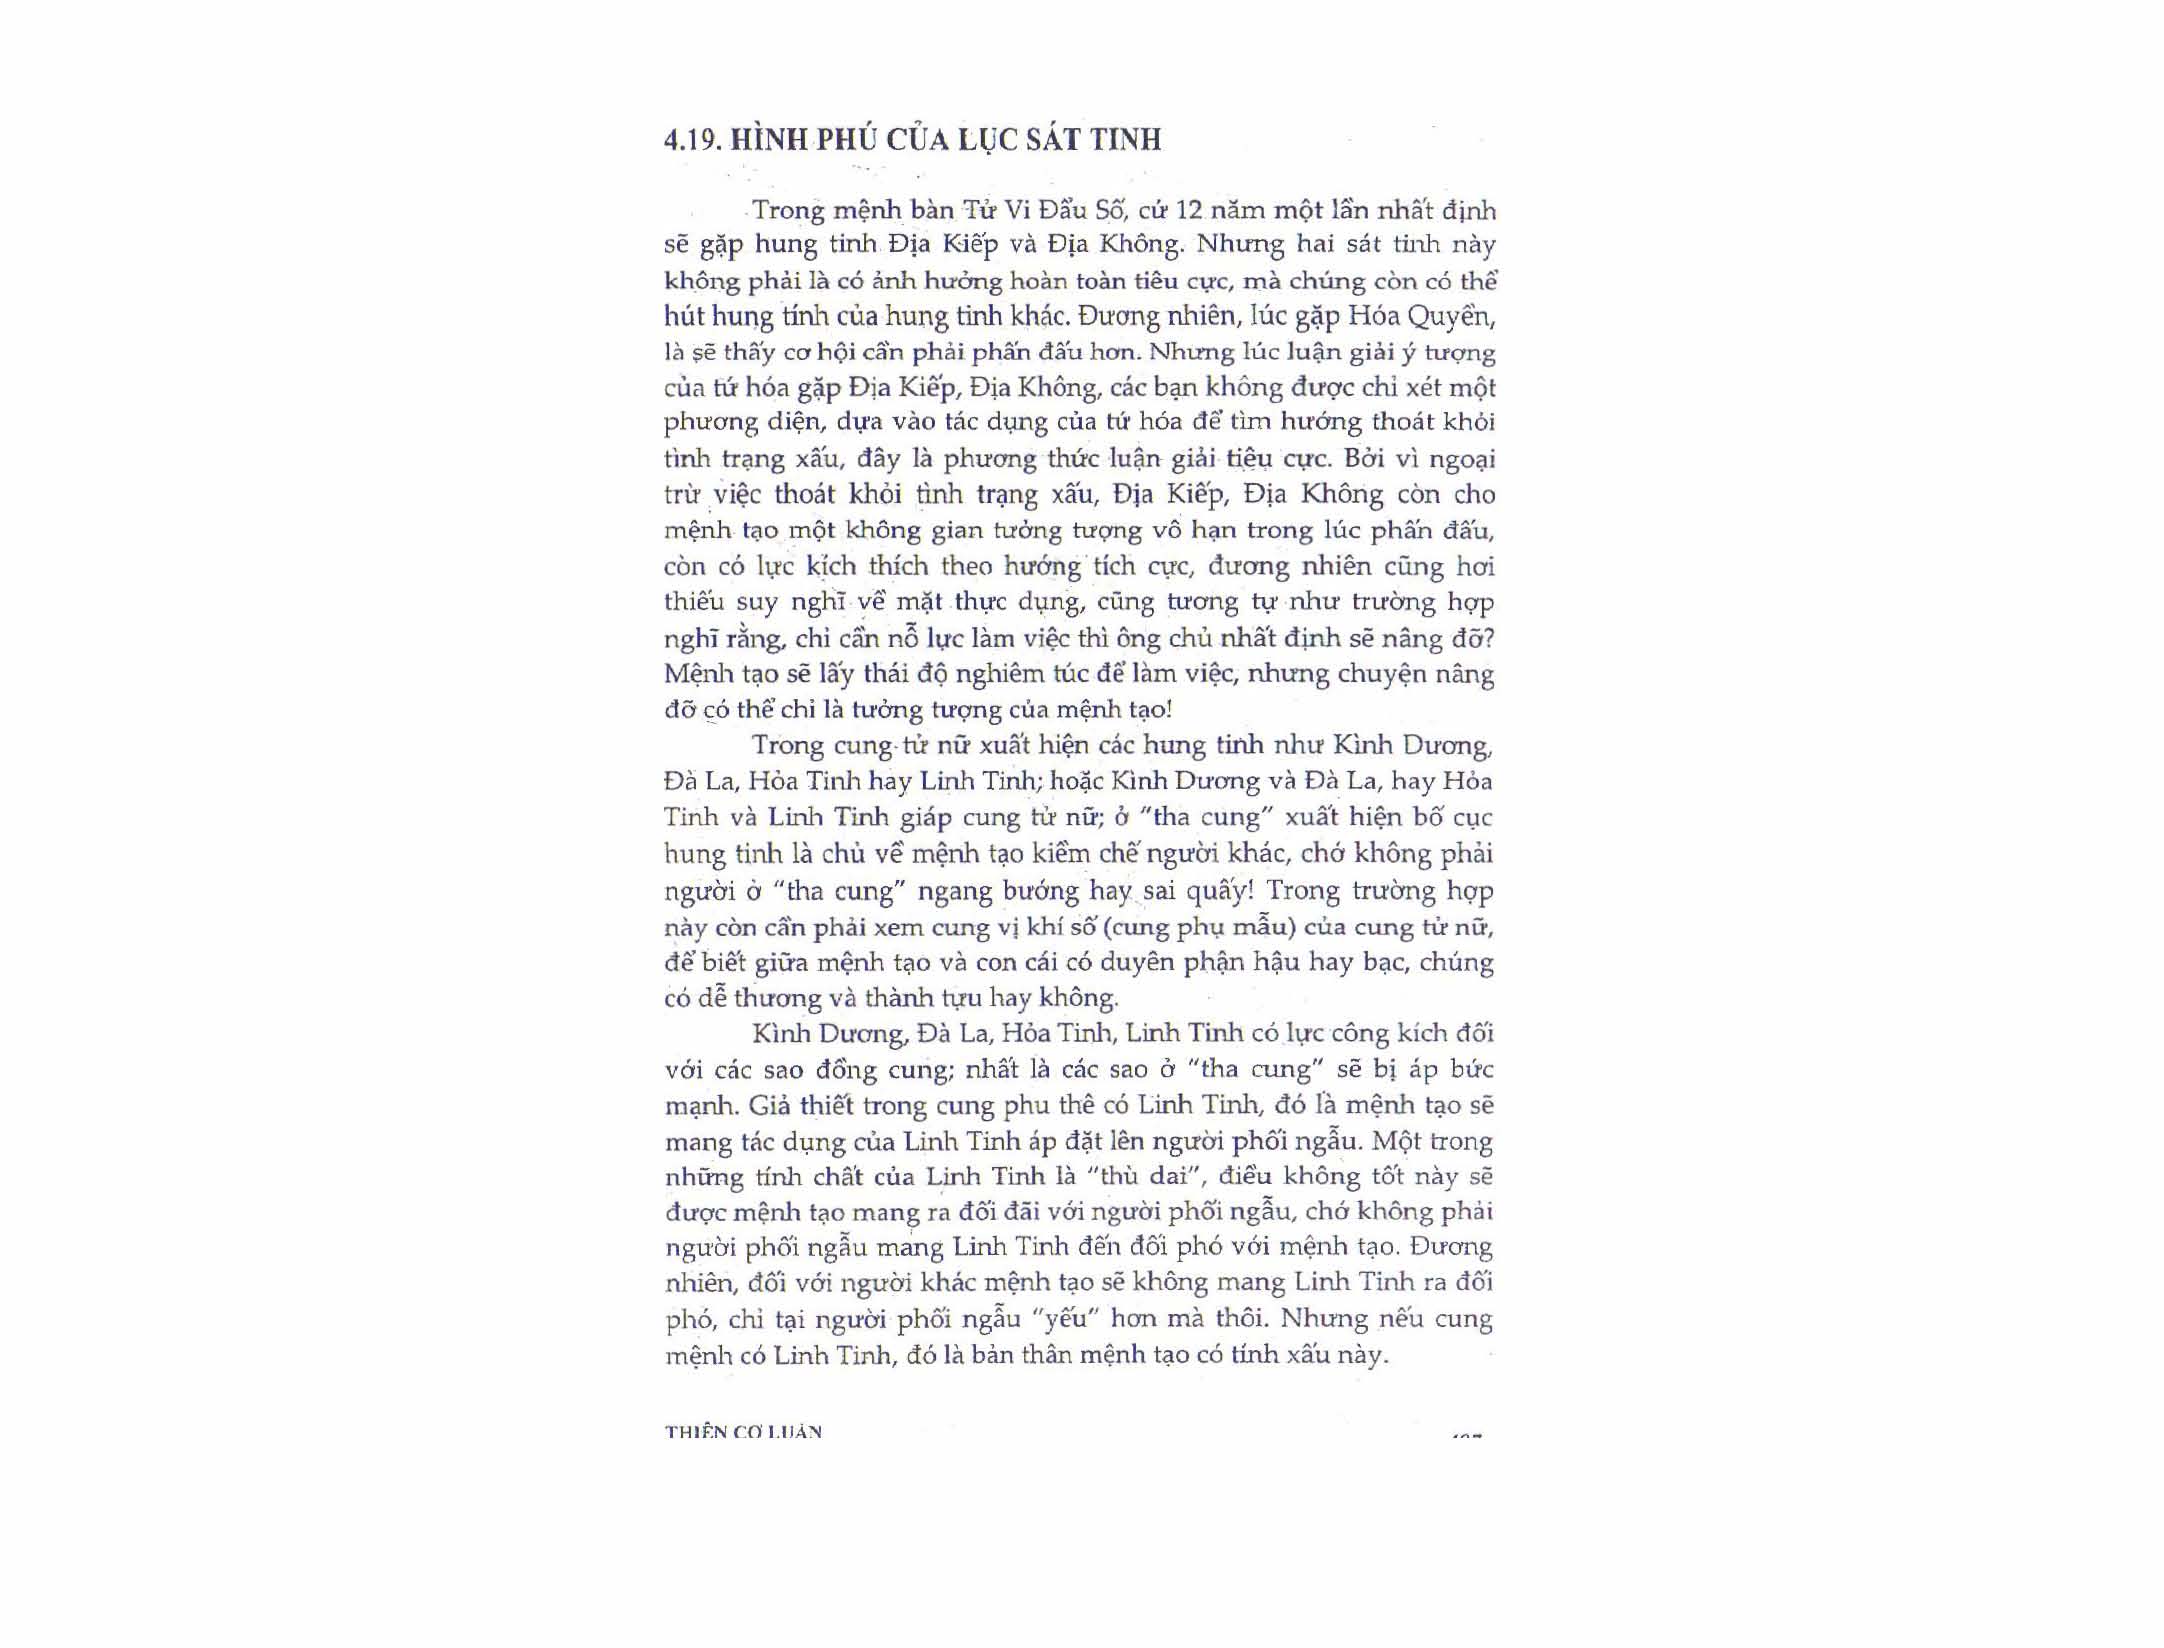 4.19. HÌNH PHÚ CỦA LỤC SÁT TINH
Trong mệnh bàn Tử Vi Đẩu Số, cứ 12 năm một lần nhất định
sẽ gặp hung tinh Địa Kiếp và Địa Không. Nhưng hai sát tinh này
không phải là có ảnh hưởng hoàn toàn tiêu cực, mà chúng còn có thể
hút hung tính của hung tinh khác. Đương nhiên, lúc gặp Hóa Quyền,
là sẽ thấy cơ hội cần phải phấn đấu hơn. Nhưng lúc luận giải ý tượng
của tứ hóa gặp Địa Kiếp, Địa Không, các bạn không được chỉ xét một
phương diện, dựa vào tác dụng của tứ hóa để tìm hướng thoát khỏi
tình trạng xấu, đây là phương thức luận giải tiêu cực. Bởi vì ngoại
trừ việc thoát khỏi tình trạng xấu, Địa Kiếp, Địa Không còn cho
mệnh tạo một không gian tưởng tượng vô hạn trong lúc phấn đấu,
còn có lực kích thích theo hướng tích cực, đương nhiên cũng hơi
thiếu suy nghĩ về mặt thực dụng, cũng tương tự như trường hợp
nghĩ rằng, chỉ cần nỗ lực làm việc thì ông chủ nhất định sẽ nâng đỡ?
Mệnh tạo sẽ lấy thái độ nghiêm túc để làm việc, nhưng chuyện nâng
đỡ có thể chỉ là tưởng tượng của mệnh tạo!
Trong cung tử nữ xuất hiện các hung tinh như Kình Dương,
Đà La, Hỏa Tinh hay Linh Tinh; hoặc Kình Dương và Đà La, hay Hỏa
Tinh và Linh Tinh giáp cung tử nữ; ở "tha cung" xuất hiện bố cục
hung tinh là chủ về mệnh tạo kiềm chế người khác, chớ không phải
người ở "tha cung" ngang bướng hay sai quấy! Trong trường hợp
này còn cần phải xem cung vị khí số (cung phụ mẫu) của cung tử nữ,
để biết giữa mệnh tạo và con cái có duyên phận hậu hay bạc, chúng
có dễ thương và thành tựu hay không.
Kình Dương, Đà La, Hỏa Tinh, Linh Tinh có lực công kích đối
với các sao đồng cung; nhất là các sao ở "tha cung" sẽ bị áp bức
mạnh. Giả thiết trong cung phu thê có Linh Tinh, đó là mệnh tạo sẽ
mang tác dụng của Linh Tinh áp đặt lên người phối ngẫu. Một trong
những tính chất của Linh Tinh là "thù dai", điều không tốt này sẽ
được mệnh tạo mang ra đối đãi với người phối ngẫu, chớ không phải
người phối ngẫu mang Linh Tinh đến đối phó với mệnh tạo. Đương
nhiên, đối với người khác mệnh tạo sẽ không mang Linh Tinh ra đối
phó, chỉ tại người phối ngẫu "yếu" hơn mà thôi. Nhưng nếu cung
mệnh có Linh Tinh, đó là bản thân mệnh tạo có tính xấu này.
THIÊN CƠ LUẬN